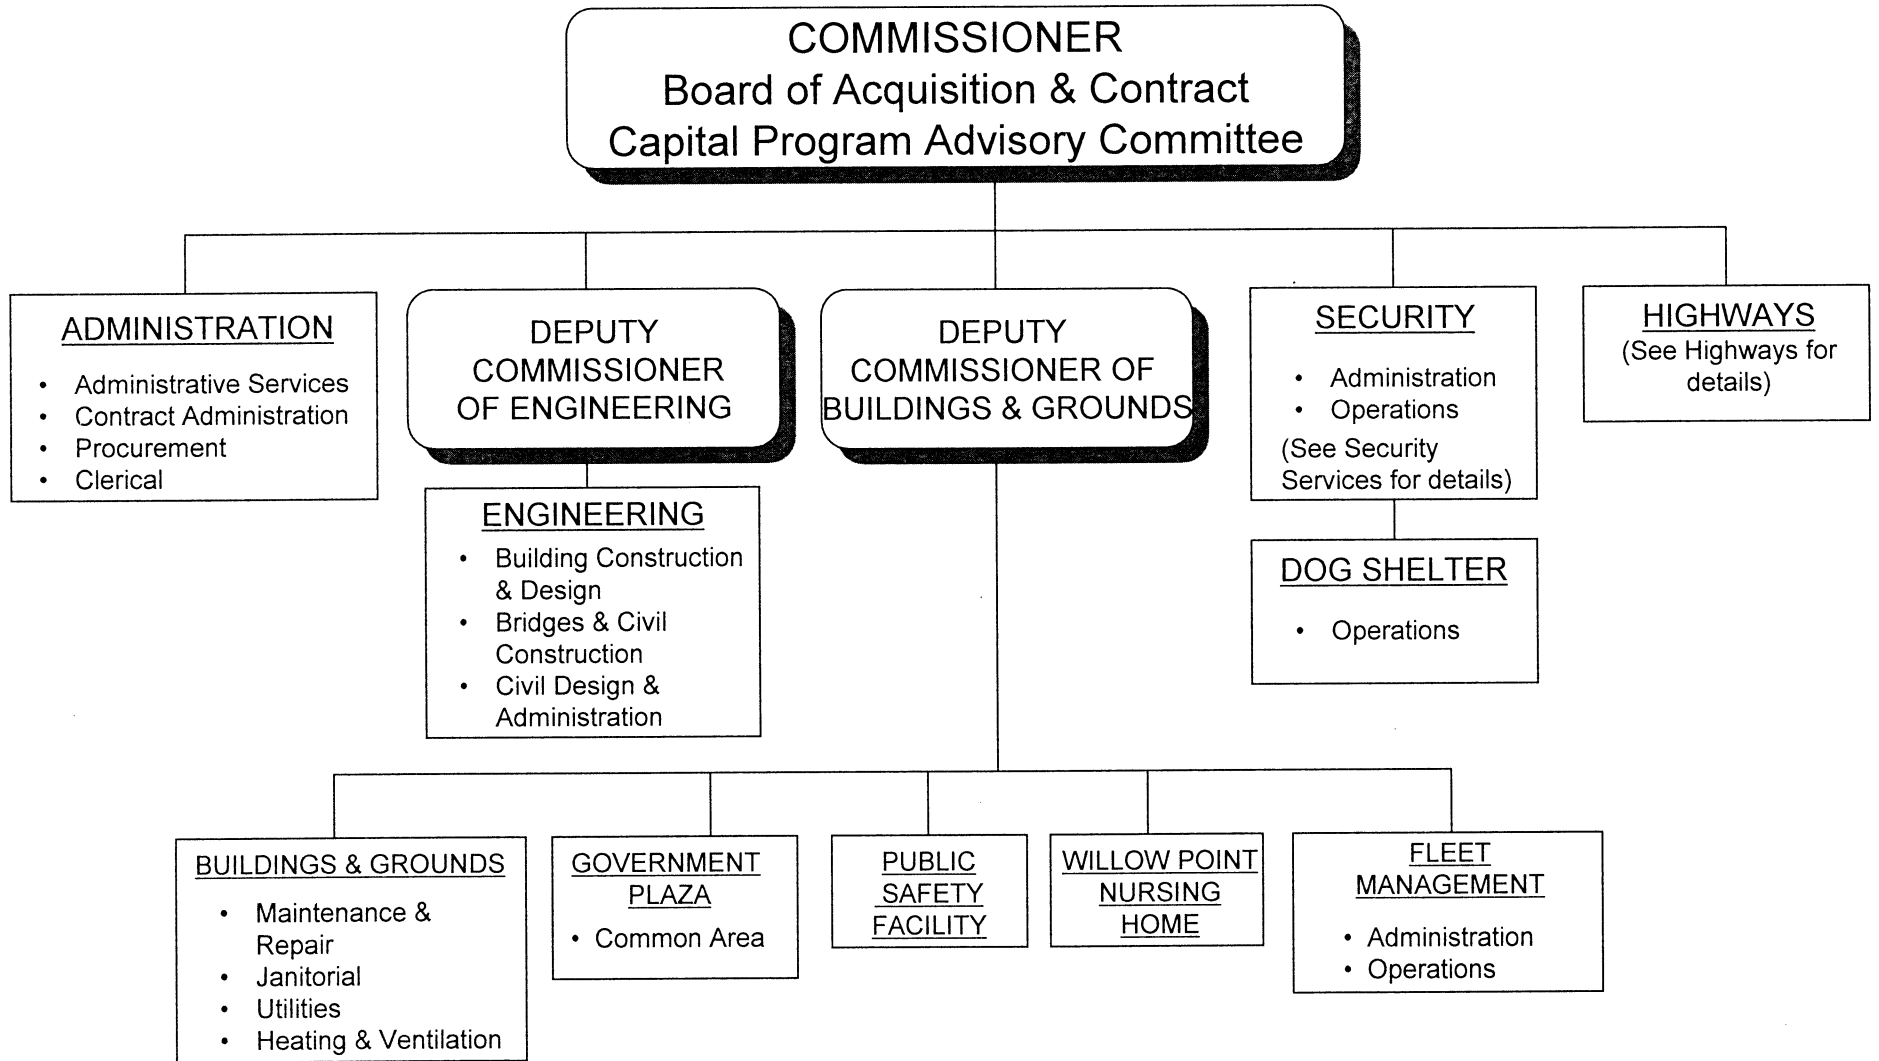 COMMISSIONER
Board of Acquisition & Contract
Capital Program Advisory Committee
ADMINISTRATION
• Administrative Services
• Contract Administration
• Procurement
• Clerical
DEPUTY
COMMISSIONER
OF ENGINEERING
DEPUTY
COMMISSIONER OF
BUILDINGS & GROUNDS
SECURITY
• Administration
• Operations
(See Security
Services for details)
HIGHWAYS
(See Highways for
details)
ENGINEERING
• Building Construction
& Design
• Bridges & Civil
Construction
• Civil Design &
Administration
DOG SHELTER
• Operations
BUILDINGS & GROUNDS
• Maintenance &
Repair
• Janitorial
• Utilities
• Heating & Ventilation
GOVERNMENT
PLAZA
• Common Area
PUBLIC
SAFETY
FACILITY
WILLOW POINT
NURSING
HOME
FLEET
MANAGEMENT
• Administration
• Operations